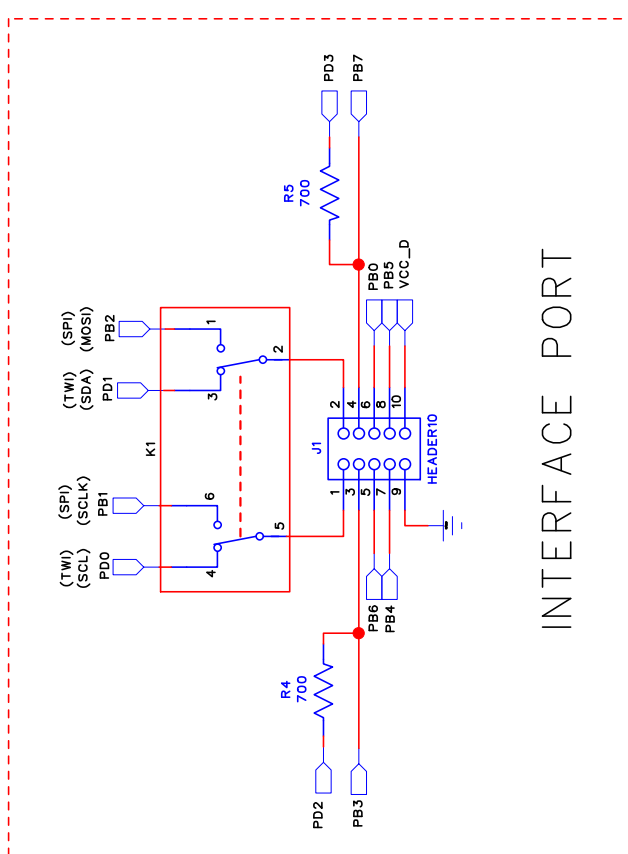 PD3
PB7
R5
700
(SPI)
(MOSI)
PB2
1
(TWI)
(SDA)
PD1
3
2
PB0
PB5
VCC_D
K1
(SPI)
(SCLK)
PB1
6
(TWI)
(SCL)
PD0
4
5
J1
2
4
6
8
10
1
3
5
7
9
HEADER10
PB6
PB4
R4
700
PD2
PB3
INTERFACE PORT